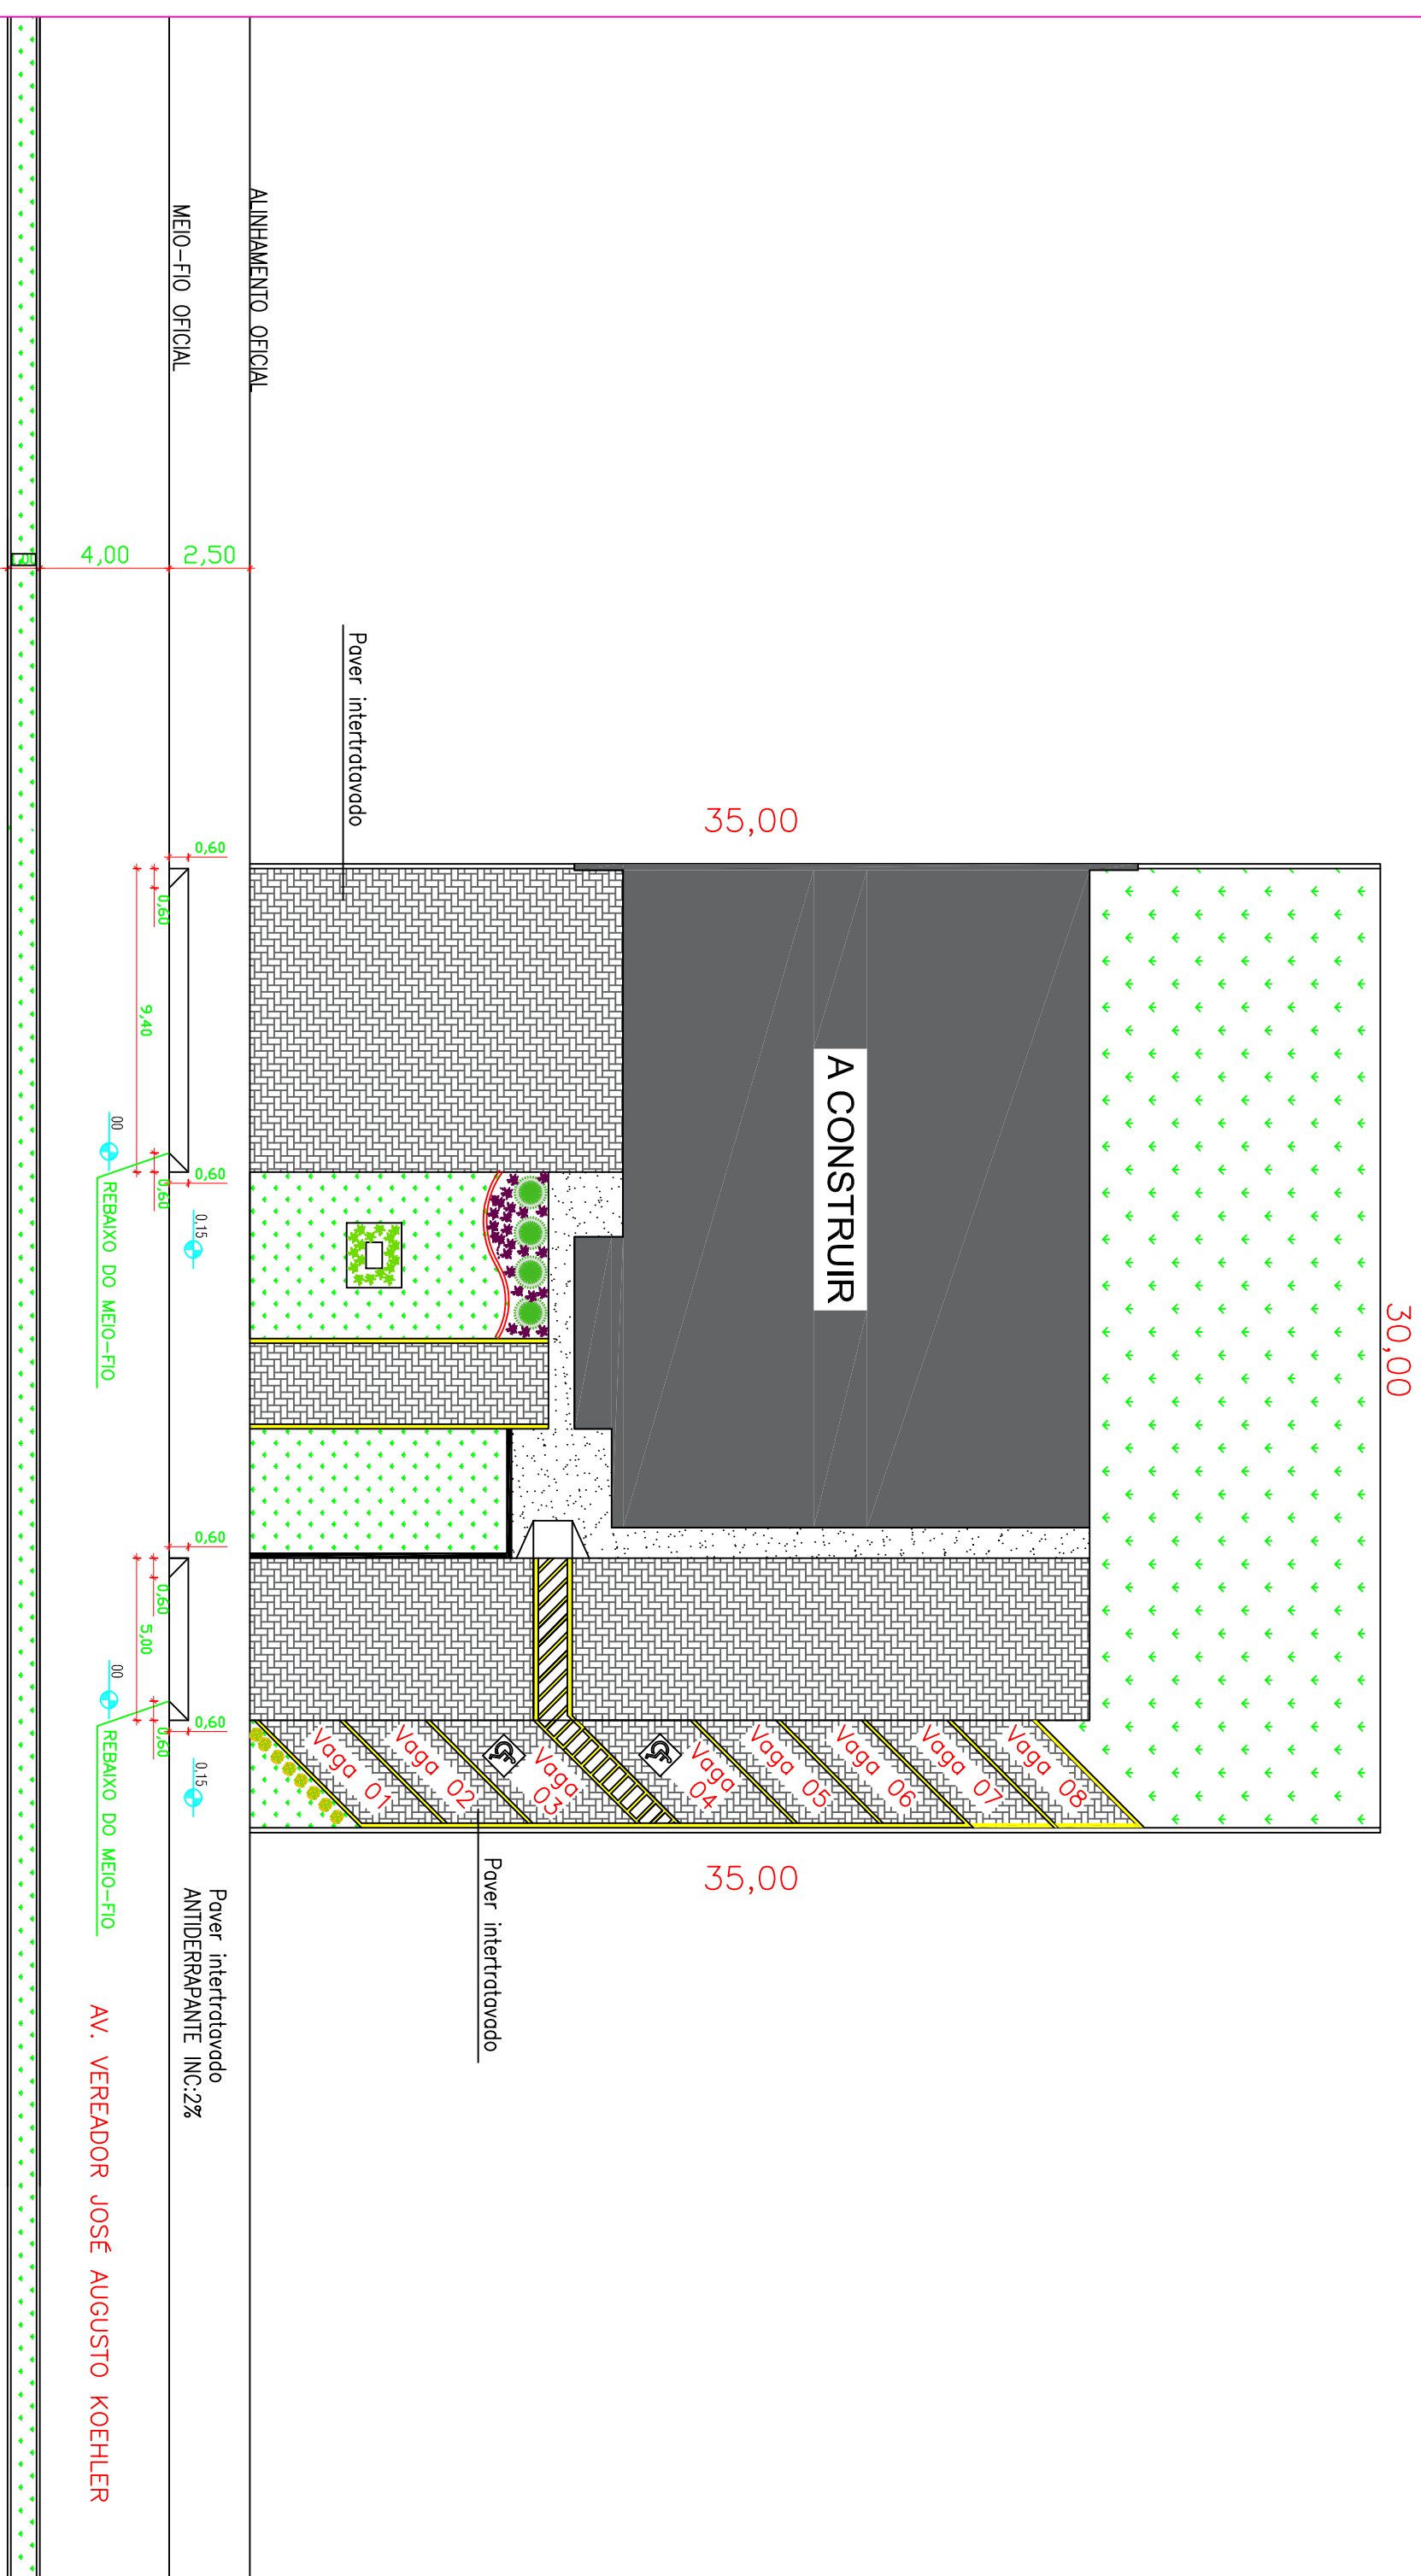 ALINHAMENTO OFICIAL
MEIO-FIO OFICIAL
1,00
4,00
2,50
Paver intertratavado
35,00
30,00
A CONSTRUIR
0,60
0,60
9,40
0,60
0,60
00
REBAIXO DO MEIO-FIO
0,15
0,60
0,60
5,00
0,60
0,60
00
REBAIXO DO MEIO-FIO
0,15
Vaga 01
Vaga 02
Vaga
03
Vaga
04
Vaga 05
Vaga 06
Vaga 07
Vaga 08
35,00
Paver intertratavado
Paver intertratavado
ANTIDERRAPANTE INC:2%
AV. VEREADOR JOSÉ AUGUSTO KOEHLER